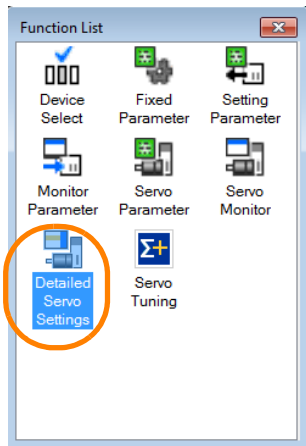 Function List
Device
Select
Fixed
Parameter
Setting
Parameter
Monitor
Parameter
Servo
Parameter
Servo
Monitor
Detailed
Servo
Settings
Σ+
Servo
Tuning